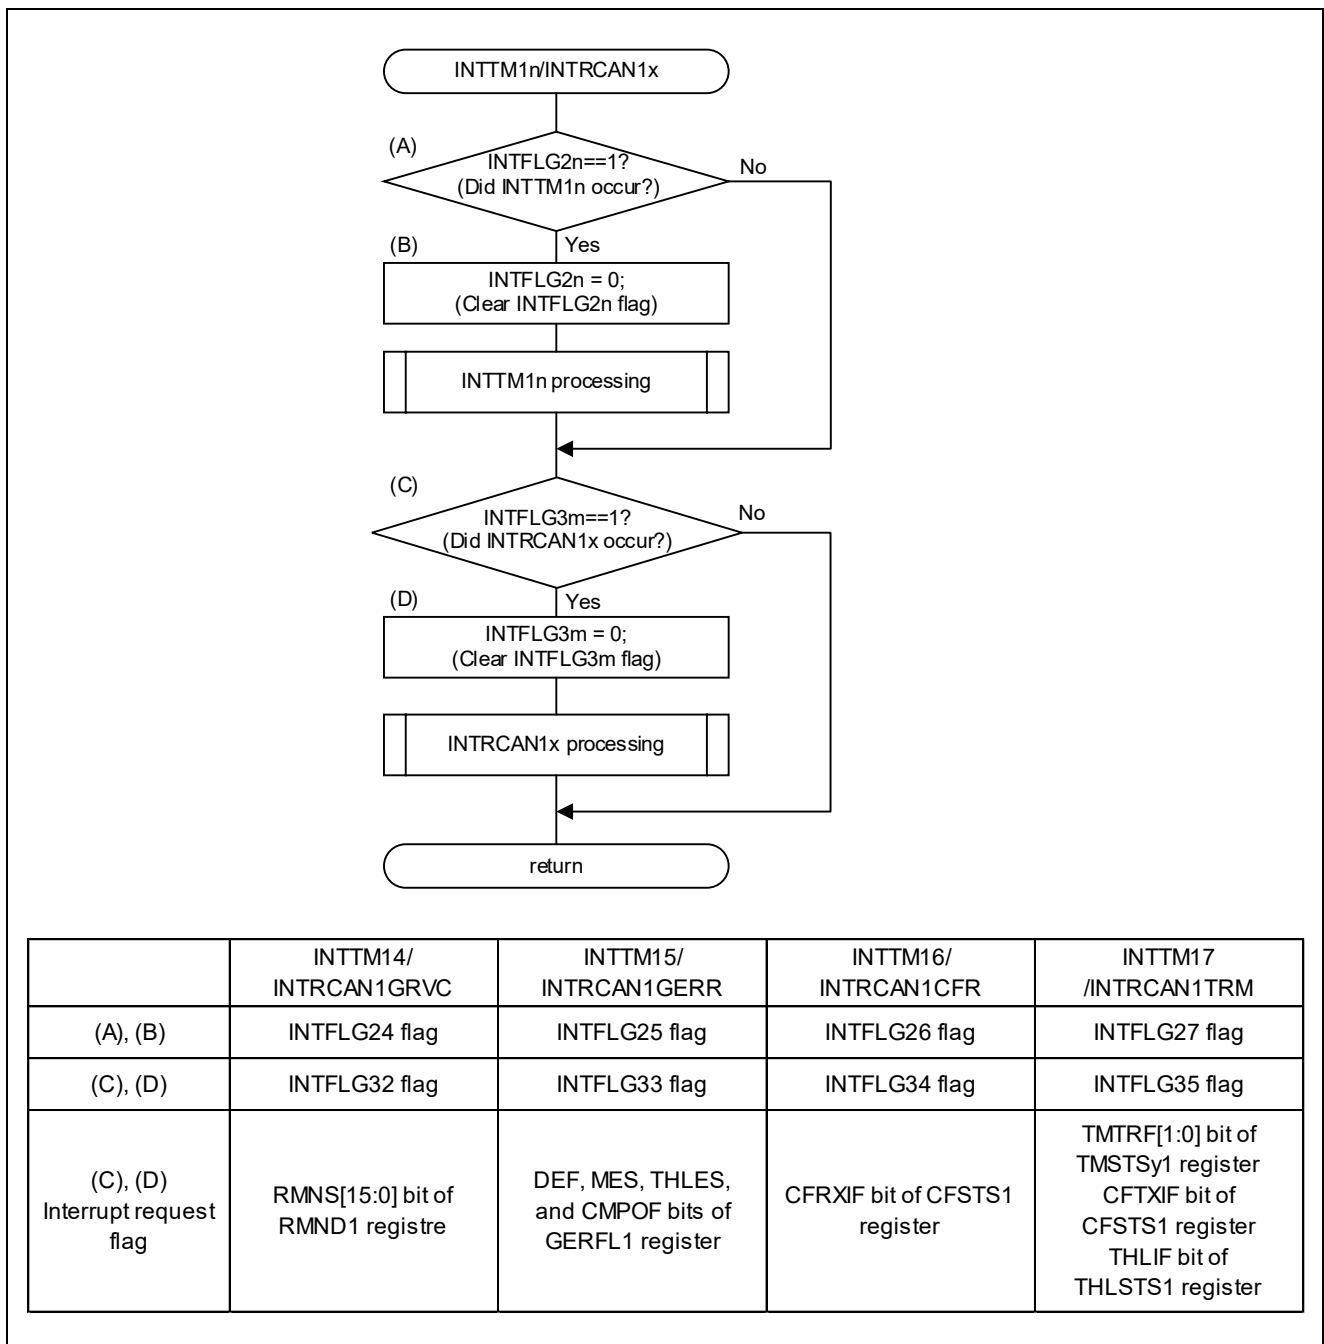 INTTM1n/INTRCAN1x
(A)
INTFLG2n==1?
(Did INTTM1n occur?)
No
(B)
Yes
INTFLG2n = 0;
(Clear INTFLG2n flag)
INTTM1n processing
(C)
INTFLG3m==1?
(Did INTRCAN1x occur?)
No
(D)
Yes
INTFLG3m = 0;
(Clear INTFLG3m flag)
INTRCAN1x processing
return
INTTM14/
INTRCAN1GRVC
INTTM15/
INTRCAN1GERR
INTTM16/
INTRCAN1CFR
INTTM17
/INTRCAN1TRM
(A), (B)
INTFLG24 flag
INTFLG25 flag
INTFLG26 flag
INTFLG27 flag
(C), (D)
INTFLG32 flag
INTFLG33 flag
INTFLG34 flag
INTFLG35 flag
(C), (D)
Interrupt request
flag
RMNS[15:0] bit of
RMND1 registre
DEF, MES, THLES,
and CMPOF bits of
GERFL1 register
CFRXIF bit of CFSTS1
register
TMTRF[1:0] bit of
TMSTSy1 register
CFTXIF bit of
CFSTS1 register
THLIF bit of
THLSTS1 register